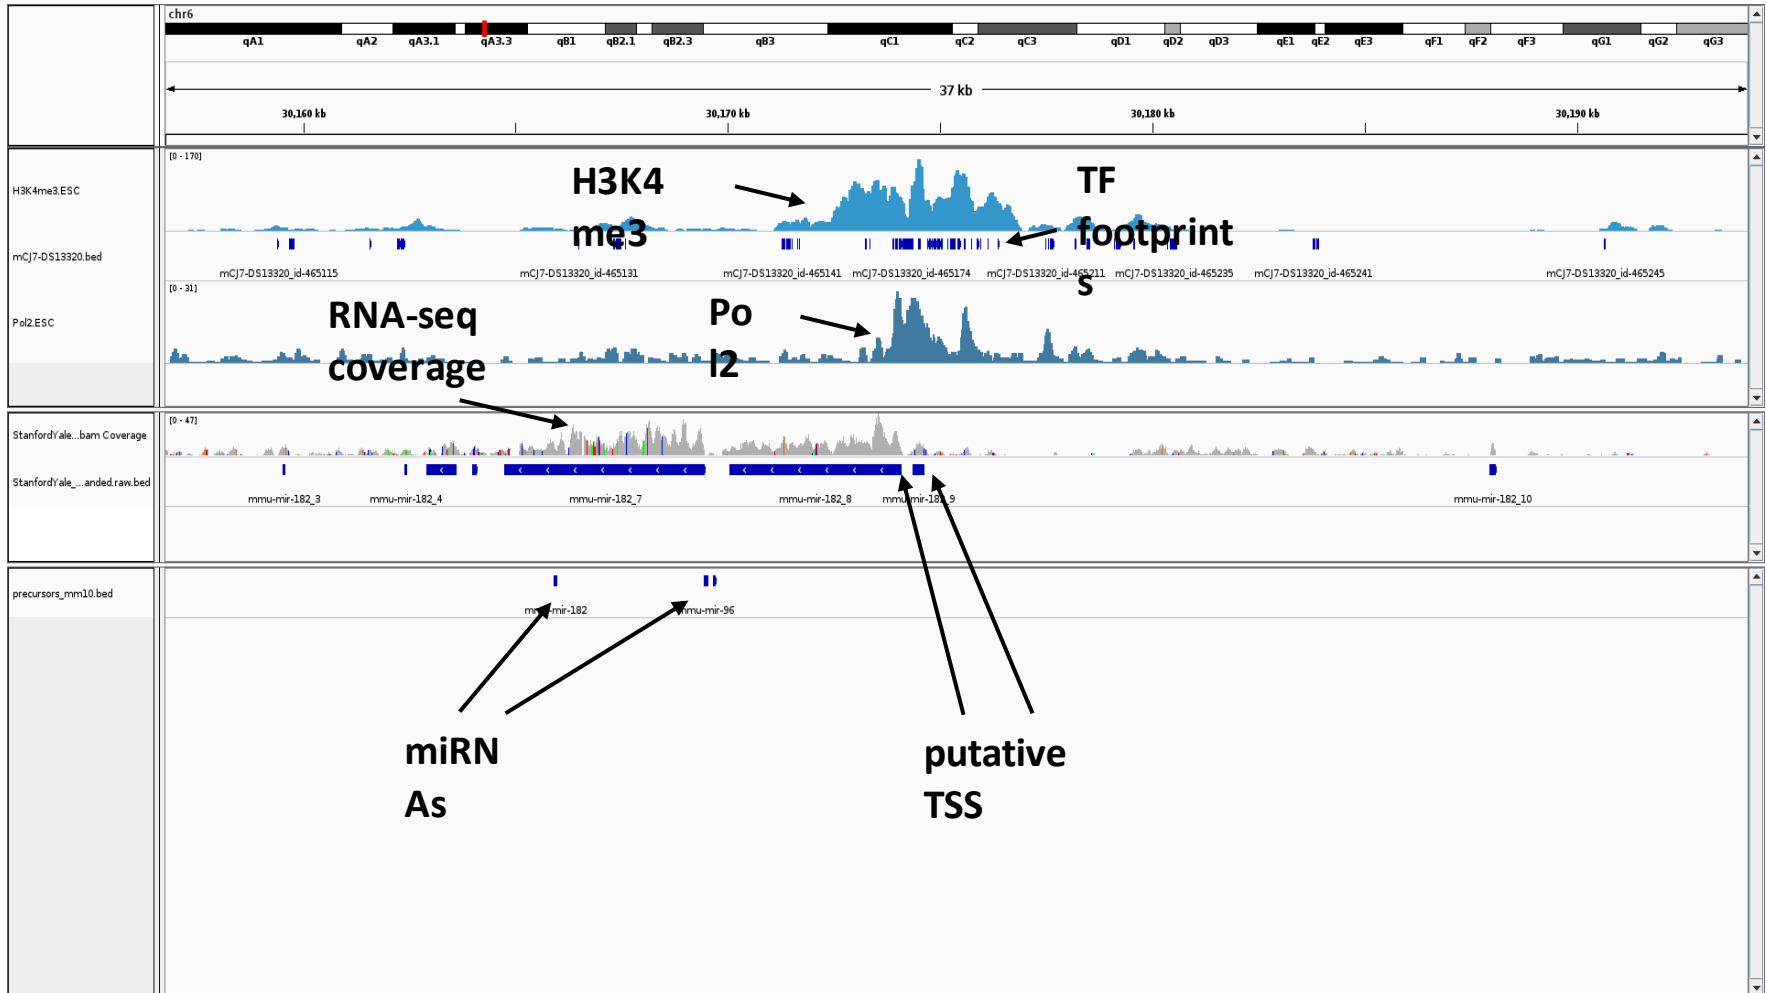 chr6
qA1 qA2 qA3.1 qA3.3 qB1 qB2.1 qB2.3 qB3 qC1 qC2 qC3 qD1 qD2 qD3 qE1 qE2 qE3 qF1 qF2 qF3 qG1 qG2 qG3
37 kb
30,160 kb 30,170 kb 30,180 kb 30,190 kb
[0 - 170]
H3K4me3.ESC
H3K4
me3
TF
footprint
s
mCJ7-DS13320.bed
mCJ7-DS13320_id-465115 mCJ7-DS13320_id-465131 mCJ7-DS13320_id-465141 mCJ7-DS13320_id-465174 mCJ7-DS13320_id-465211 mCJ7-DS13320_id-465235 mCJ7-DS13320_id-465241 mCJ7-DS13320_id-465245
[0 - 31]
Pol2.ESC
RNA-seq
coverage
Po
l2
[0 - 47]
StanfordYale...bam Coverage
StanfordYale_...anded.raw.bed
mmu-mir-182_3 mmu-mir-182_4 mmu-mir-182_7 mmu-mir-182_8 mmu-mir-182_9 mmu-mir-182_10
precursors_mm10.bed
mmu-mir-182 mmu-mir-96
miRN
As
putative
TSS